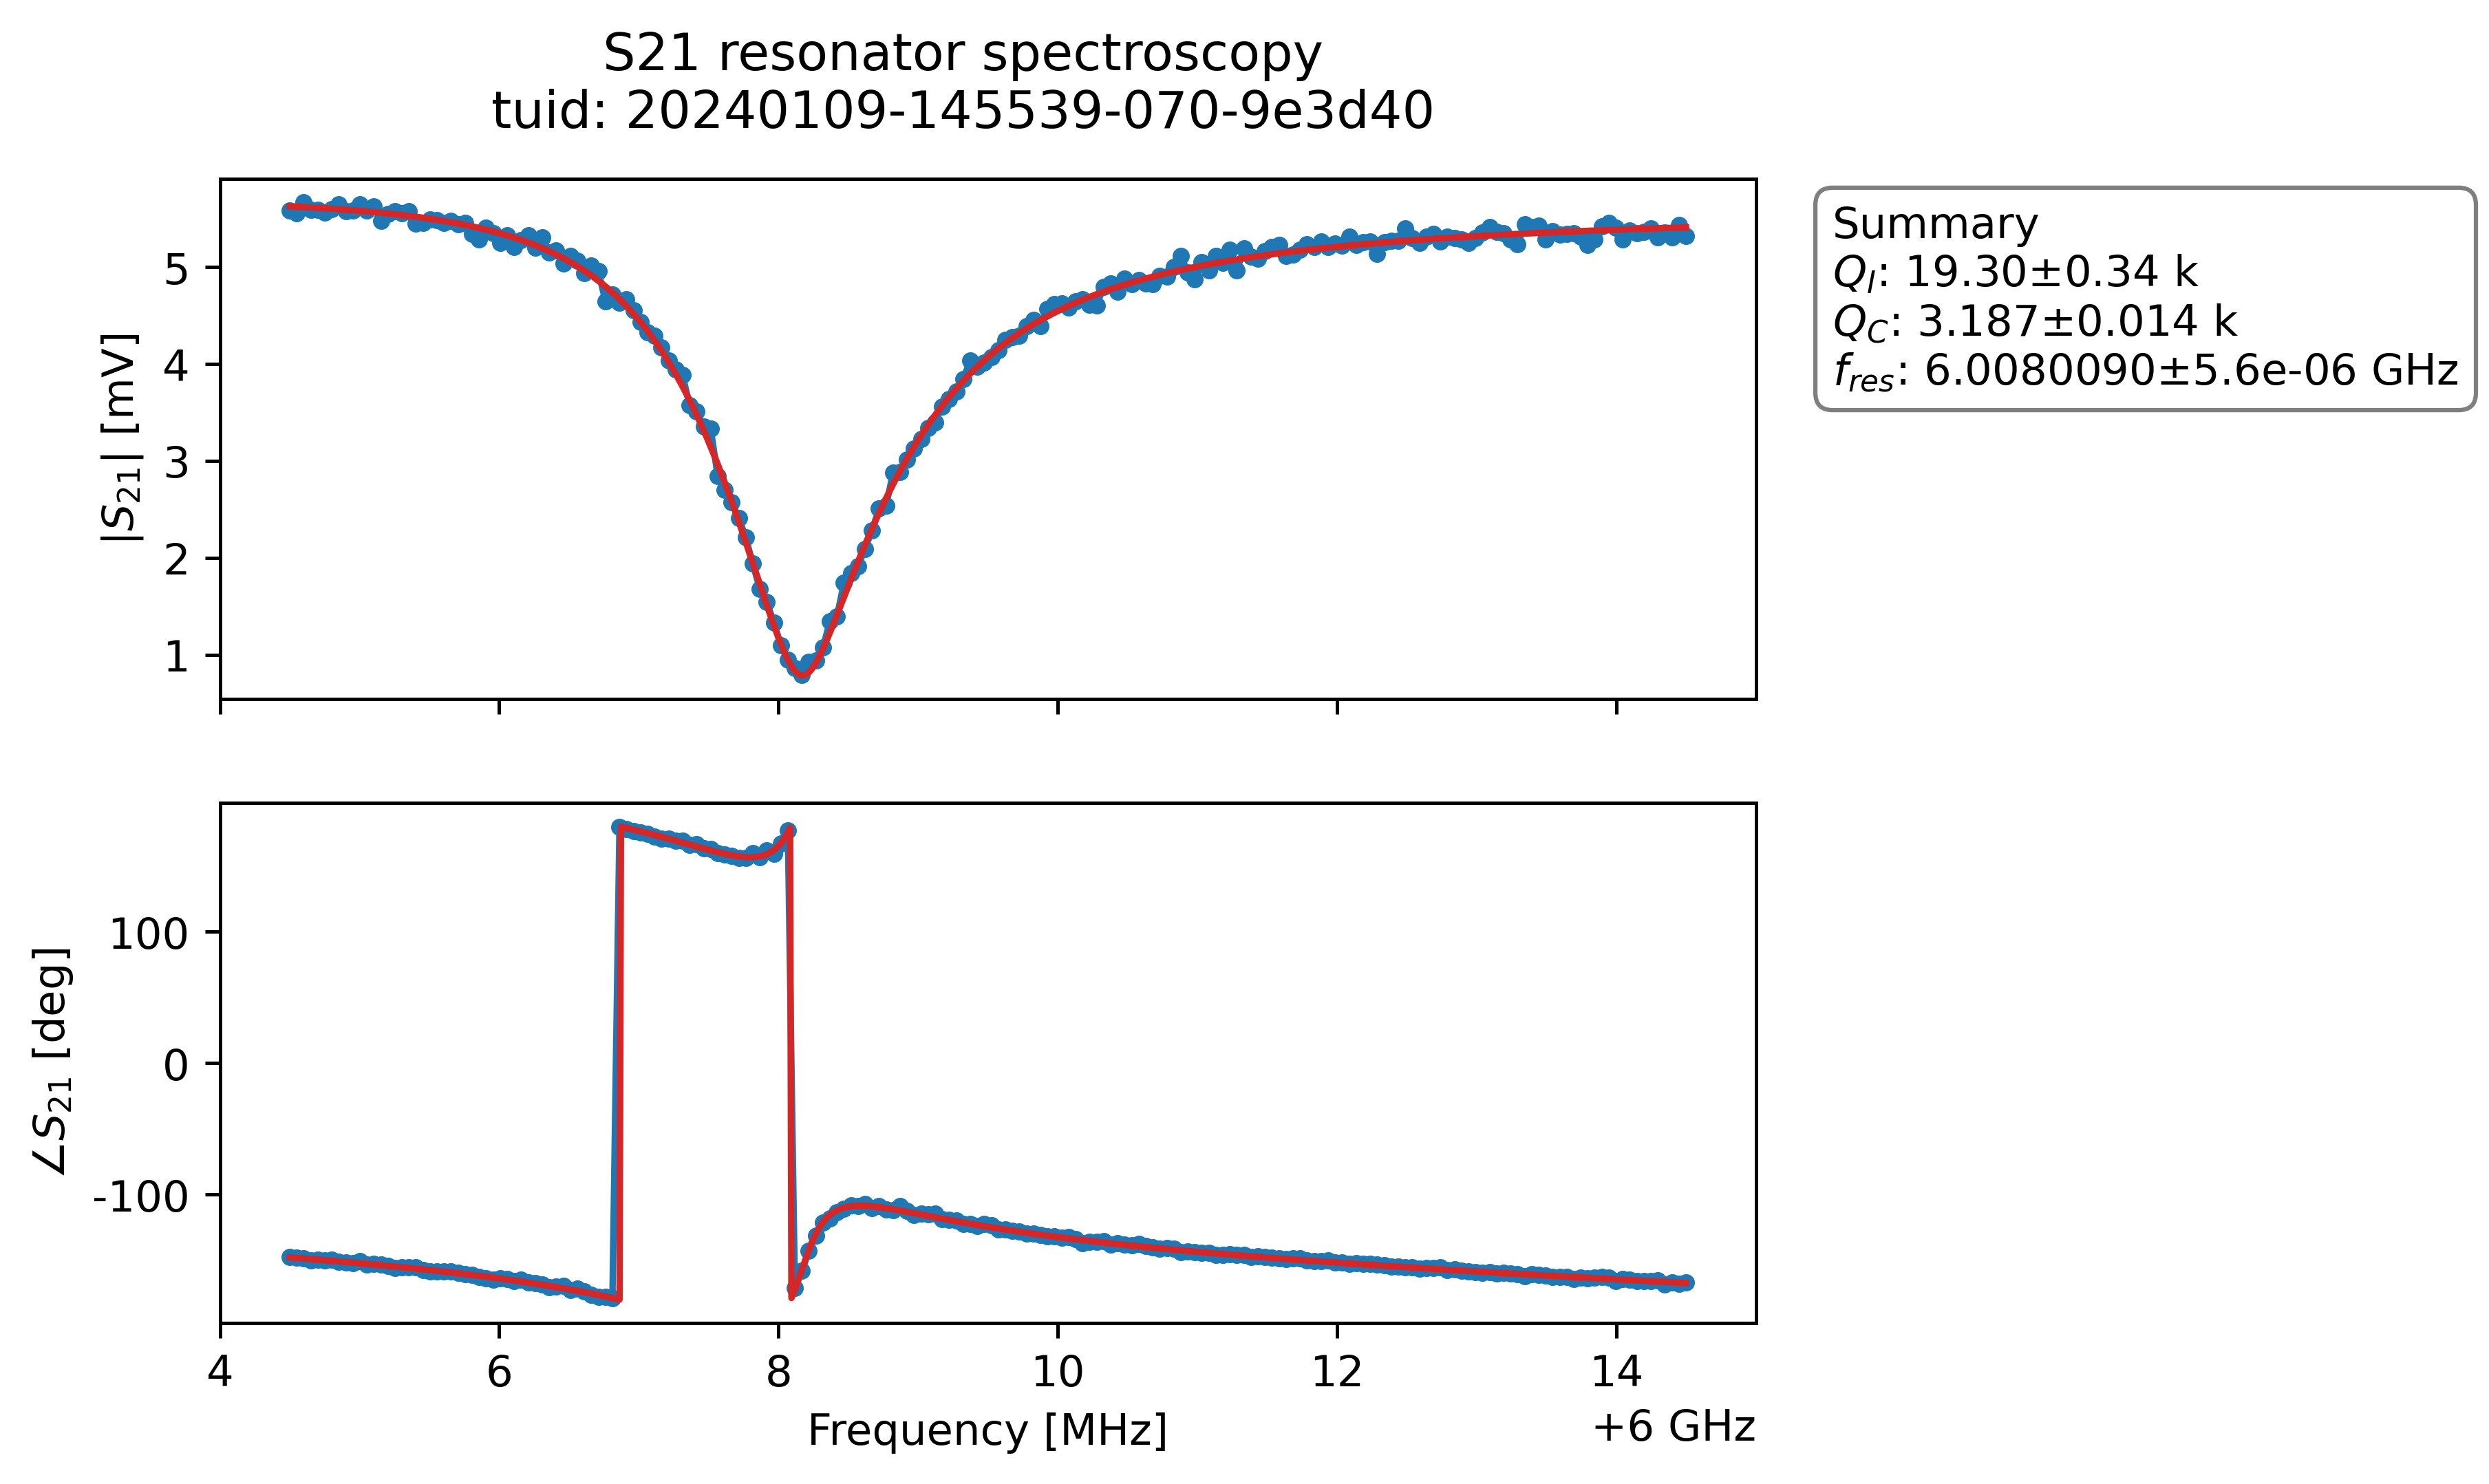 S21 resonator spectroscopy
tuid: 20240109-145539-070-9e3d40
|S21| [mV]
5
4
3
2
1
Summary
QI: 19.30±0.34 k
QC: 3.187±0.014 k
fres: 6.0080090±5.6e-06 GHz
∠S21 [deg]
100
0
-100
4 6 8 10 12 14
Frequency [MHz]
+6 GHz